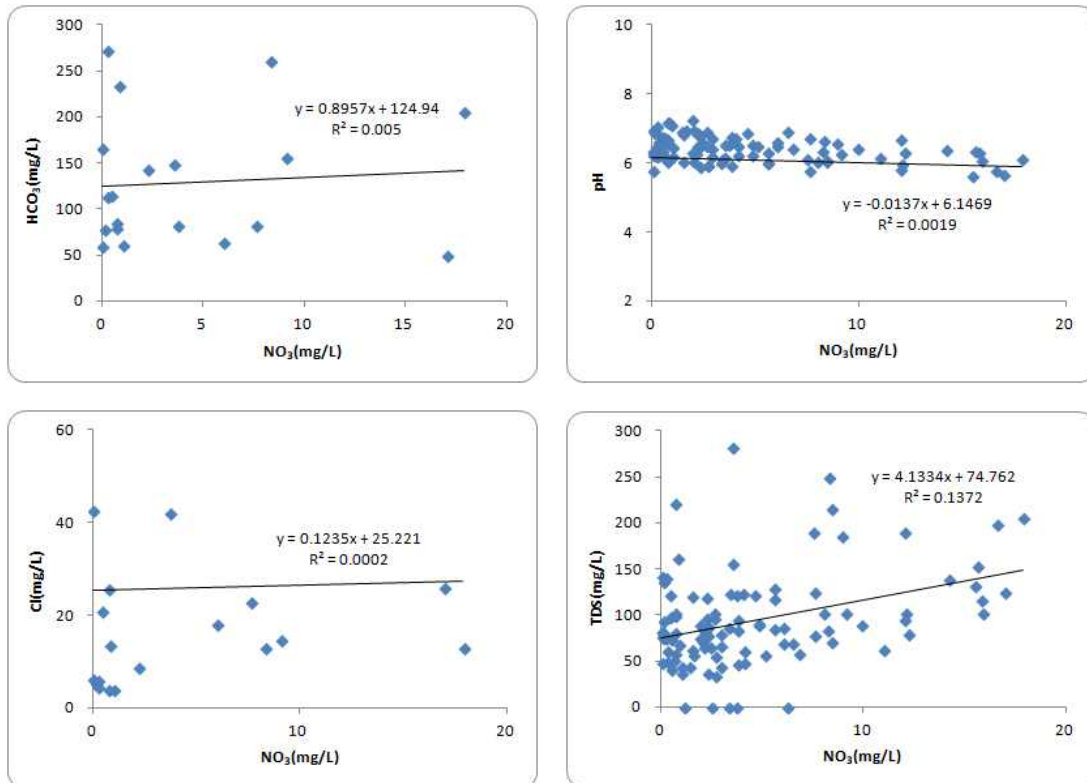 300
250
200
150
100
50
0
HCO₃(mg/L)
y = 0.8957x + 124.94
R² = 0.005
0 5 10 15 20
NO₃(mg/L)
10
8
6
4
2
pH
y = -0.0137x + 6.1469
R² = 0.0019
0 10 20
NO₃(mg/L)
60
40
20
0
Cl(mg/L)
y = 0.1235x + 25.221
R² = 0.0002
0 10 20
NO₃(mg/L)
300
250
200
150
100
50
0
TDS(mg/L)
y = 4.1334x + 74.762
R² = 0.1372
0 5 10 15 20
NO₃(mg/L)